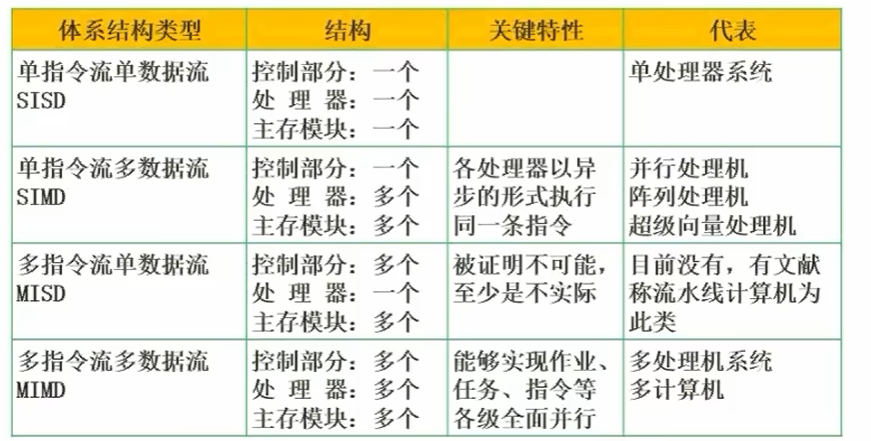 体系结构类型 结构 关键特性 代表
单指令流单数据流 控制部分：一个 单处理器系统
SISD 处 理 器：一个
主存模块：一个
单指令流多数据流 控制部分：一个 各处理器以异 并行处理机
SIMD 处 理 器：多个 步的形式执行 阵列处理机
主存模块：多个 同一条指令 超级向量处理机
多指令流单数据流 控制部分：多个 被证明不可能， 目前没有，有文献
MISD 处 理 器：一个 至少是不实际 称流水线计算机为
主存模块：多个 此类
多指令流多数据流 控制部分：多个 能够实现作业、 多处理机系统
MIMD 处 理 器：多个 任务、指令等 多计算机
主存模块：多个 各级全面并行